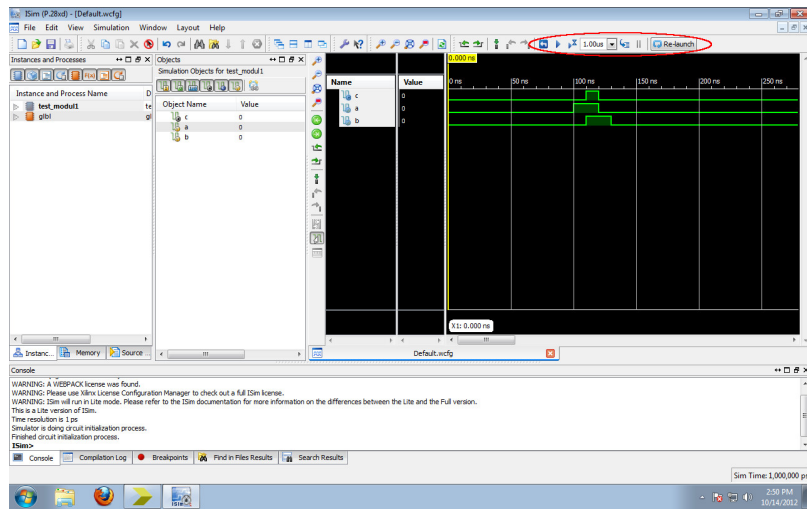 ISim (P.28xd) - [Default.wcfg]
File Edit View Simulation Window Layout Help
1.00us Re-launch
Instances and Processes
Objects
Simulation Objects for test_modul1
Instance and Process Name D
test_modul1 te
glbl gl
Object Name Value
c 0
a 0
b 0
Name Value
c 0
a 0
b 0
0.000 ns
0 ns 50 ns 100 ns 150 ns 200 ns 250 ns
X1: 0.000 ns
Instanc... Memory Source ...
Default.wcfg
Console
WARNING: A WEBPACK license was found.
WARNING: Please use Xilinx License Configuration Manager to check out a full ISim license.
WARNING: ISim will run in Lite mode. Please refer to the ISim documentation for more information on the differences between the Lite and the Full version.
This is a Lite version of ISim.
Time resolution is 1 ps
Simulator is doing circuit initialization process.
Finished circuit initialization process.
ISim>
Console Compilation Log Breakpoints Find in Files Results Search Results
Sim Time: 1,000,000 ps
2:50 PM
10/14/2012